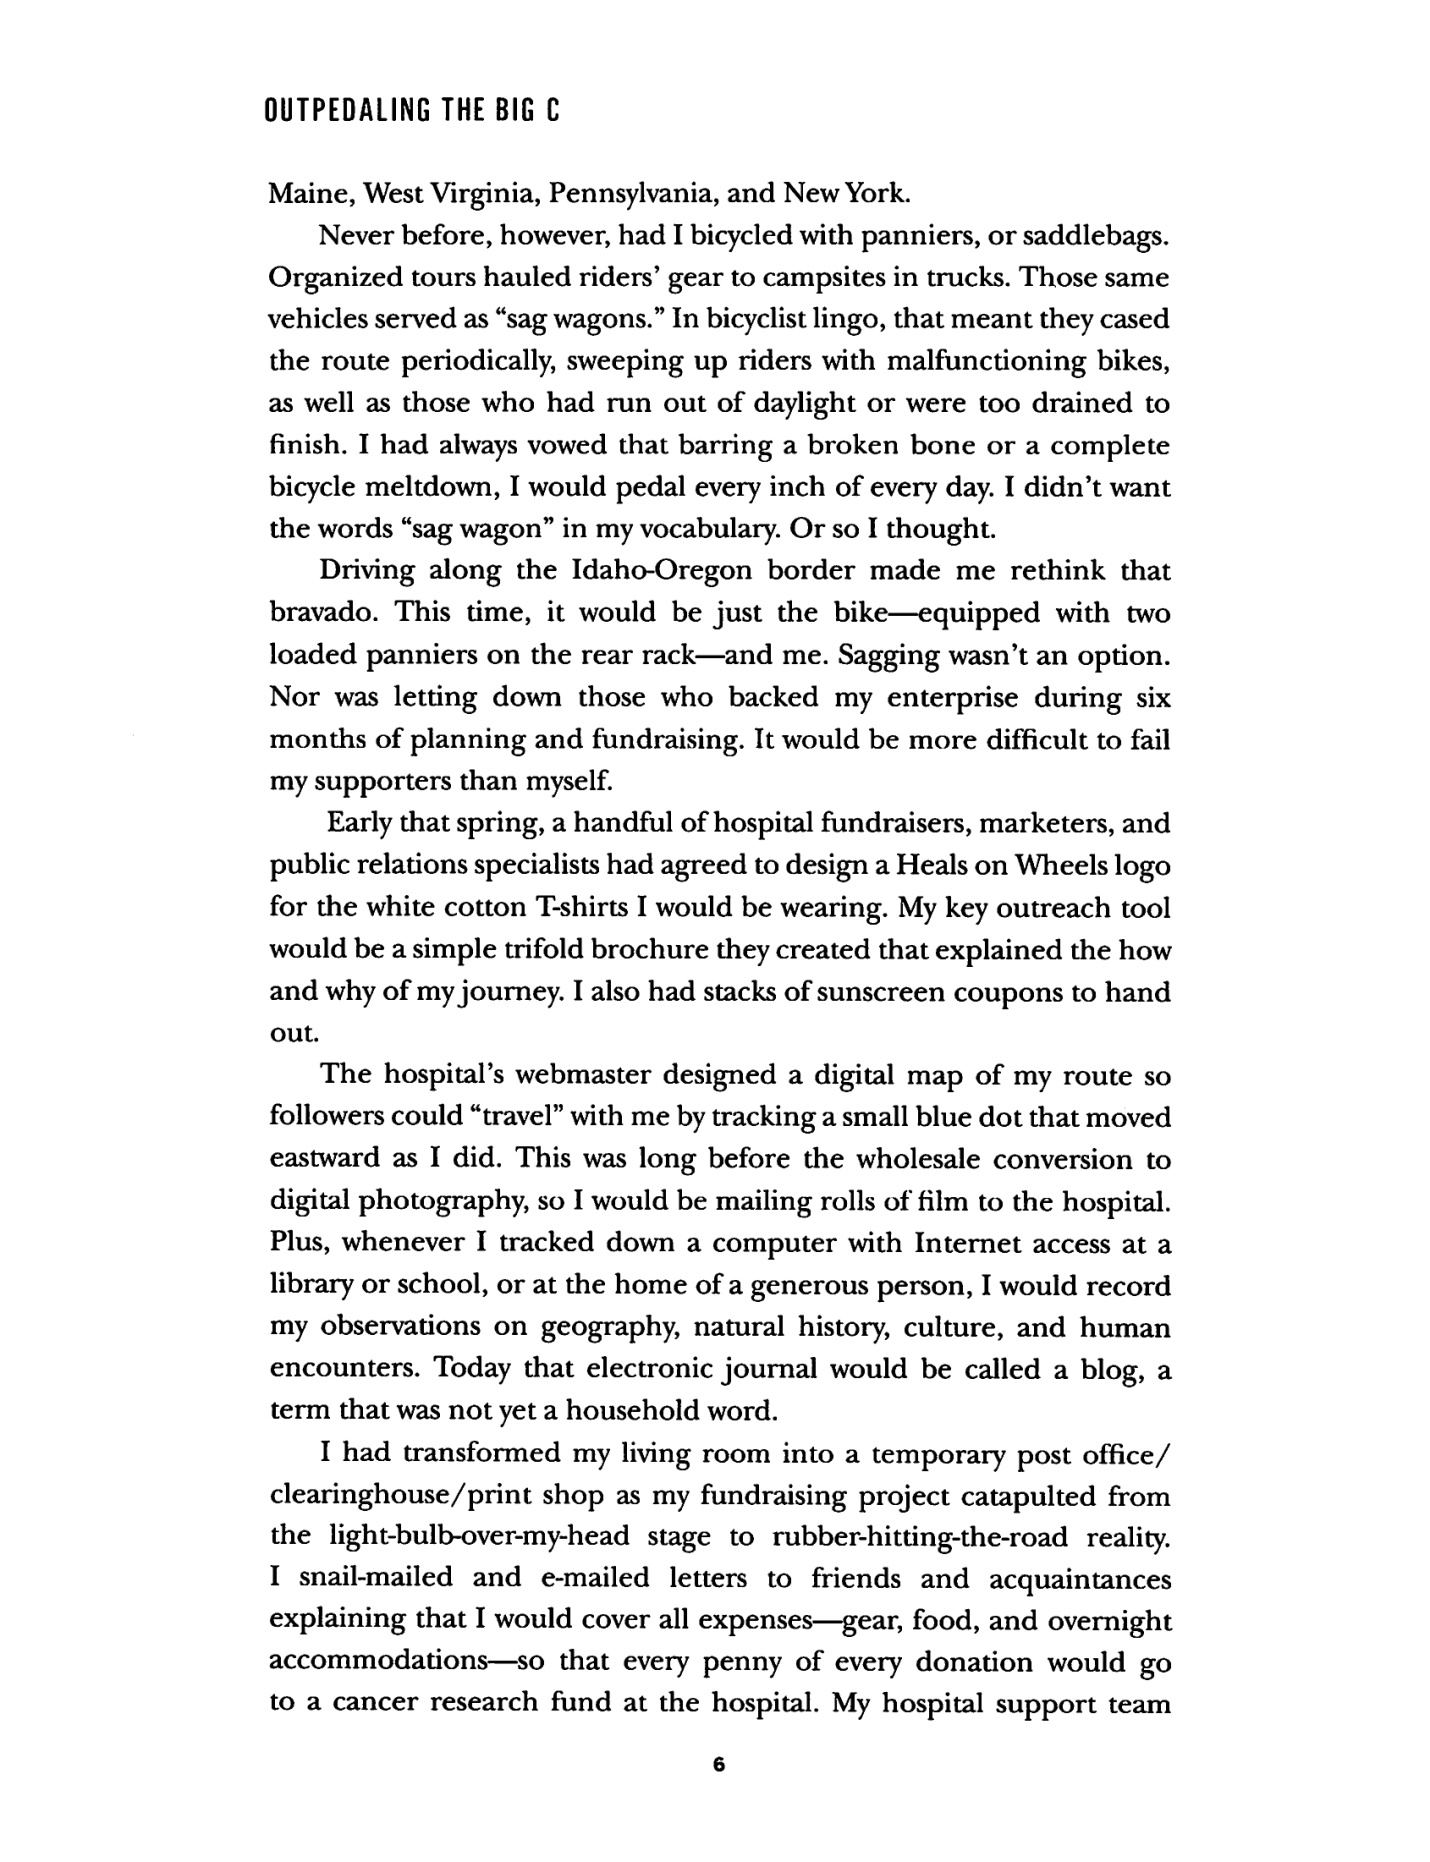 OUTPEDALING THE BIG C
Maine, West Virginia, Pennsylvania, and New York.
Never before, however, had I bicycled with panniers, or saddlebags.
Organized tours hauled riders’ gear to campsites in trucks. Those same
vehicles served as “sag wagons.” In bicyclist lingo, that meant they cased
the route periodically, sweeping up riders with malfunctioning bikes,
as well as those who had run out of daylight or were too drained to
finish. I had always vowed that barring a broken bone or a complete
bicycle meltdown, I would pedal every inch of every day. I didn’t want
the words “sag wagon” in my vocabulary. Or so I thought.
Driving along the Idaho-Oregon border made me rethink that
bravado. This time, it would be just the bike—equipped with two
loaded panniers on the rear rack—and me. Sagging wasn’t an option.
Nor was letting down those who backed my enterprise during six
months of planning and fundraising. It would be more difficult to fail
my supporters than myself.
Early that spring, a handful of hospital fundraisers, marketers, and
public relations specialists had agreed to design a Heals on Wheels logo
for the white cotton T-shirts I would be wearing. My key outreach tool
would be a simple trifold brochure they created that explained the how
and why of my journey. I also had stacks of sunscreen coupons to hand
out.
The hospital’s webmaster designed a digital map of my route so
followers could “travel” with me by tracking a small blue dot that moved
eastward as I did. This was long before the wholesale conversion to
digital photography, so I would be mailing rolls of film to the hospital.
Plus, whenever I tracked down a computer with Internet access at a
library or school, or at the home of a generous person, I would record
my observations on geography, natural history, culture, and human
encounters. Today that electronic journal would be called a blog, a
term that was not yet a household word.
I had transformed my living room into a temporary post office/
clearinghouse/print shop as my fundraising project catapulted from
the light-bulb-over-my-head stage to rubber-hitting-the-road reality.
I snail-mailed and e-mailed letters to friends and acquaintances
explaining that I would cover all expenses—gear, food, and overnight
accommodations—so that every penny of every donation would go
to a cancer research fund at the hospital. My hospital support team
6